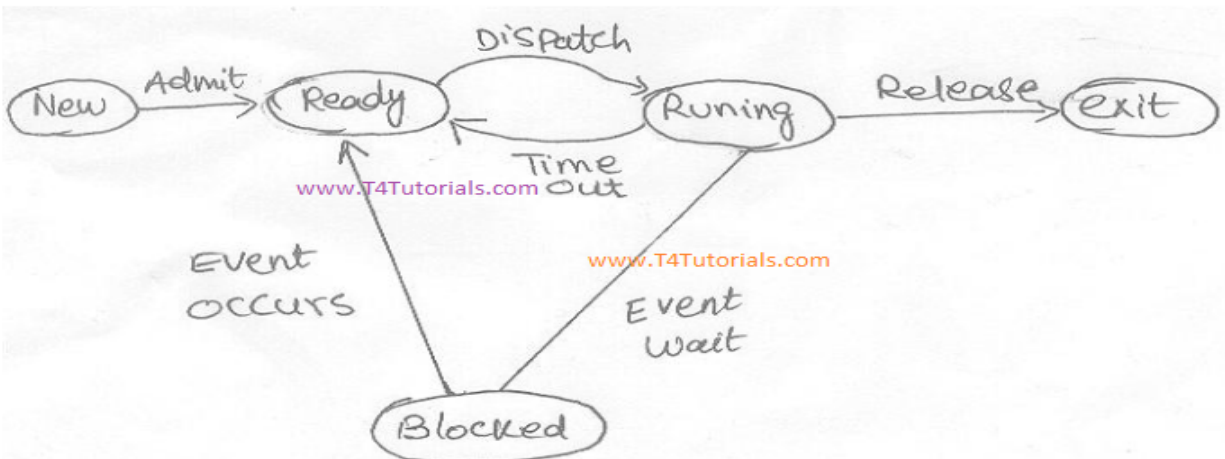 Dispatch
New
Admit
Ready
Runing
Release
exit
Time
out
www.T4Tutorials.com
www.T4Tutorials.com
Event
occurs
Event
wait
Blocked